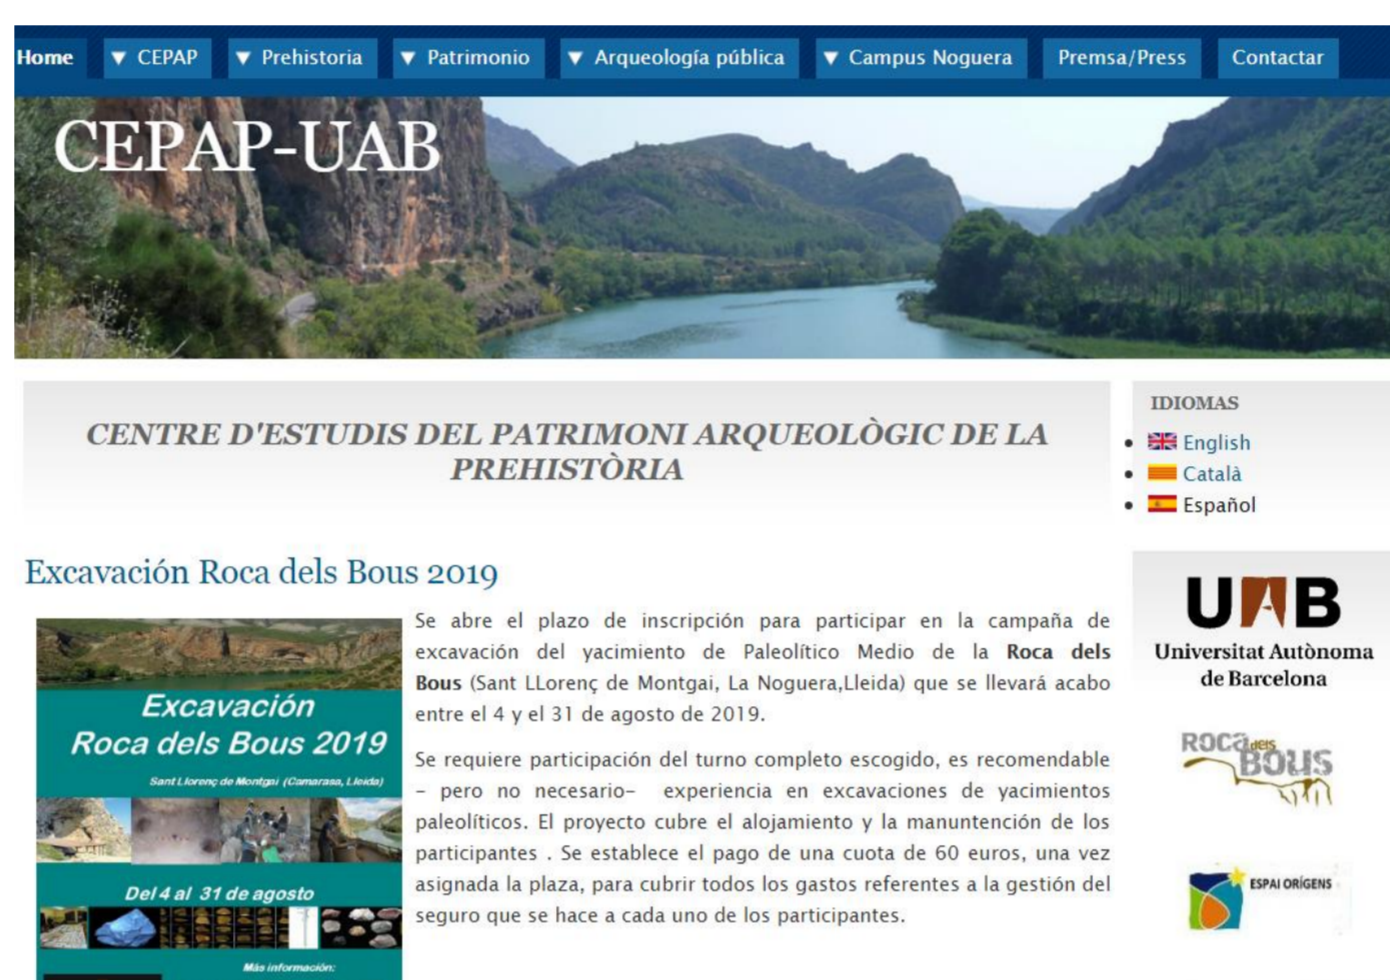 Home ▼ CEPAP ▼ Prehistoria ▼ Patrimonio ▼ Arqueología pública ▼ Campus Noguera Premsa/Press Contactar
CEPAP-UAB
CENTRE D'ESTUDIS DEL PATRIMONI ARQUEOLÒGIC DE LA
PREHISTÒRIA
IDIOMAS
English
Català
Español
Excavación Roca dels Bous 2019
Excavación
Roca dels Bous 2019
Sant Llorenç de Montgai (Camarasa, Lleida)
Del 4 al 31 de agosto
Más información:
Se abre el plazo de inscripción para participar en la campaña de
excavación del yacimiento de Paleolítico Medio de la Roca dels
Bous (Sant LLorenç de Montgai, La Noguera,Lleida) que se llevará acabo
entre el 4 y el 31 de agosto de 2019.
Se requiere participación del turno completo escogido, es recomendable
– pero no necesario– experiencia en excavaciones de yacimientos
paleolíticos. El proyecto cubre el alojamiento y la manuntención de los
participantes . Se establece el pago de una cuota de 60 euros, una vez
asignada la plaza, para cubrir todos los gastos referentes a la gestión del
seguro que se hace a cada uno de los participantes.
UAB
Universitat Autònoma
de Barcelona
ROCA dels
BOUS
ESPAI ORÍGENS